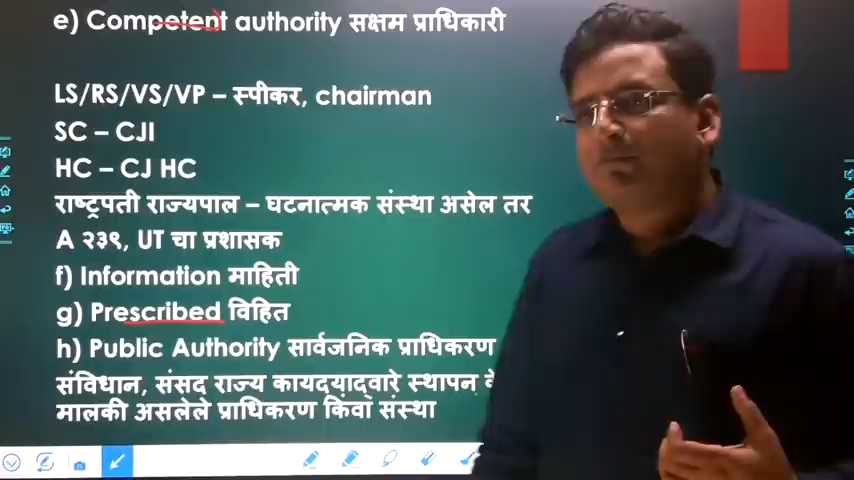 e) Competent authority सक्षम प्राधिकारी
LS/RS/VS/VP – स्पीकर, chairman
SC – CJI
HC – CJ HC
राष्ट्रपती राज्यपाल – घटनात्मक संस्था असेल तर
A २३९, UT चा प्रशासक
f) Information माहिती
g) Prescribed विहित
h) Public Authority सार्वजनिक प्राधिकरण
संविधान, संसद राज्य कायदयाद्वारे स्थापन
मालकी असलेले प्राधिकरण किंवा संस्था